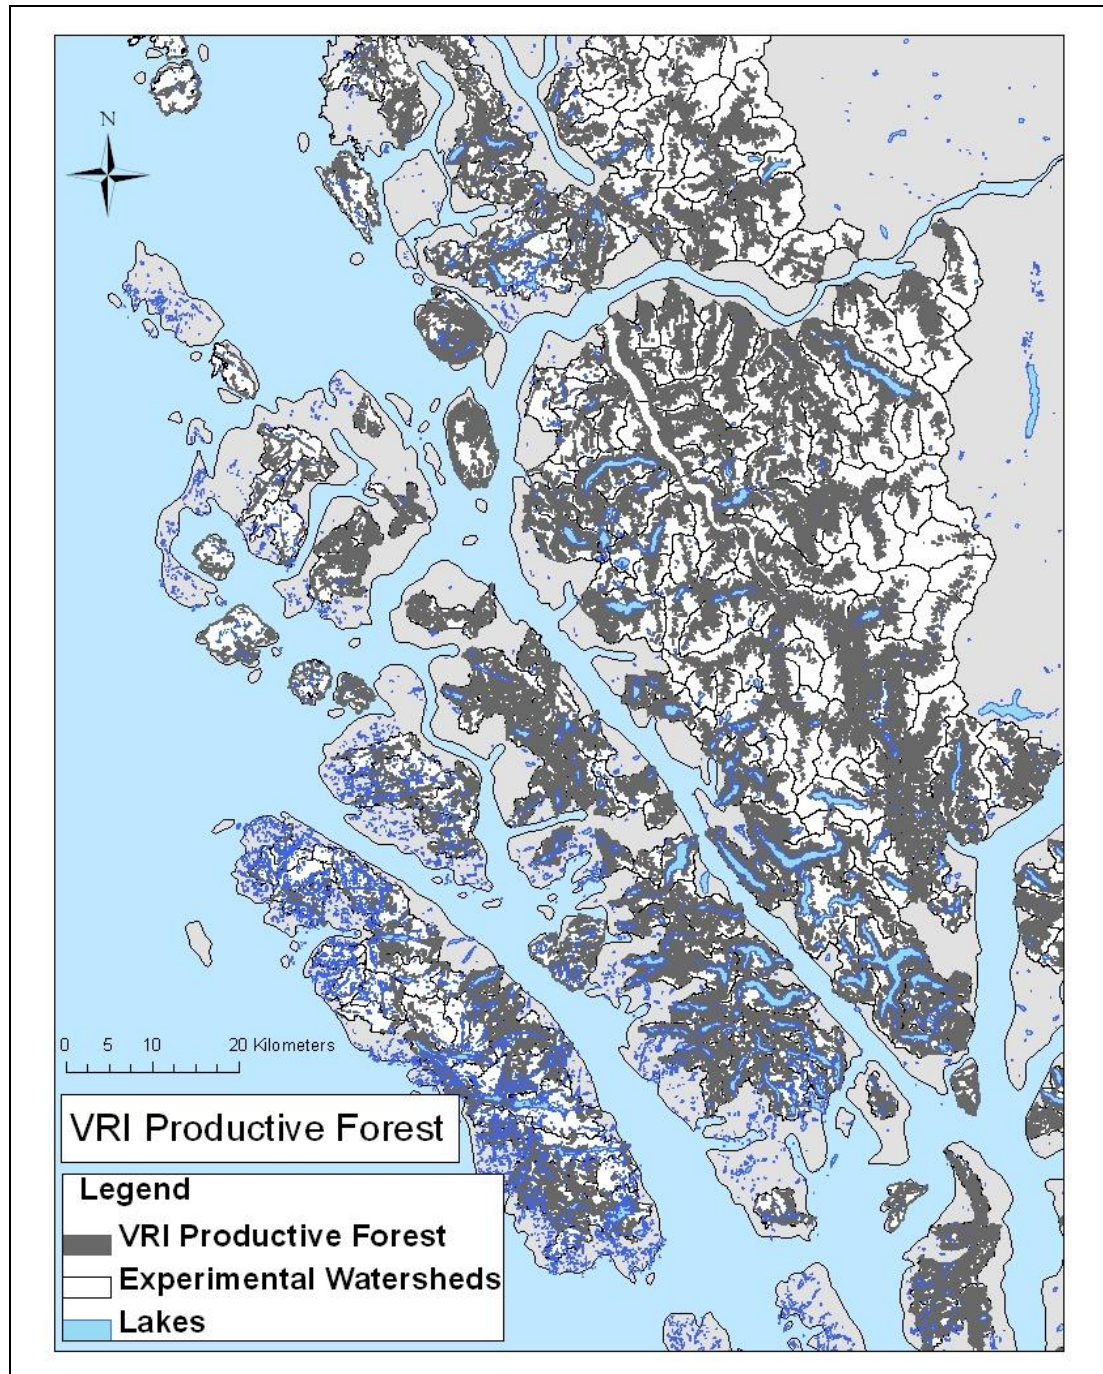 N
0 5 10 20 Kilometers
VRI Productive Forest
Legend
VRI Productive Forest
Experimental Watersheds
Lakes